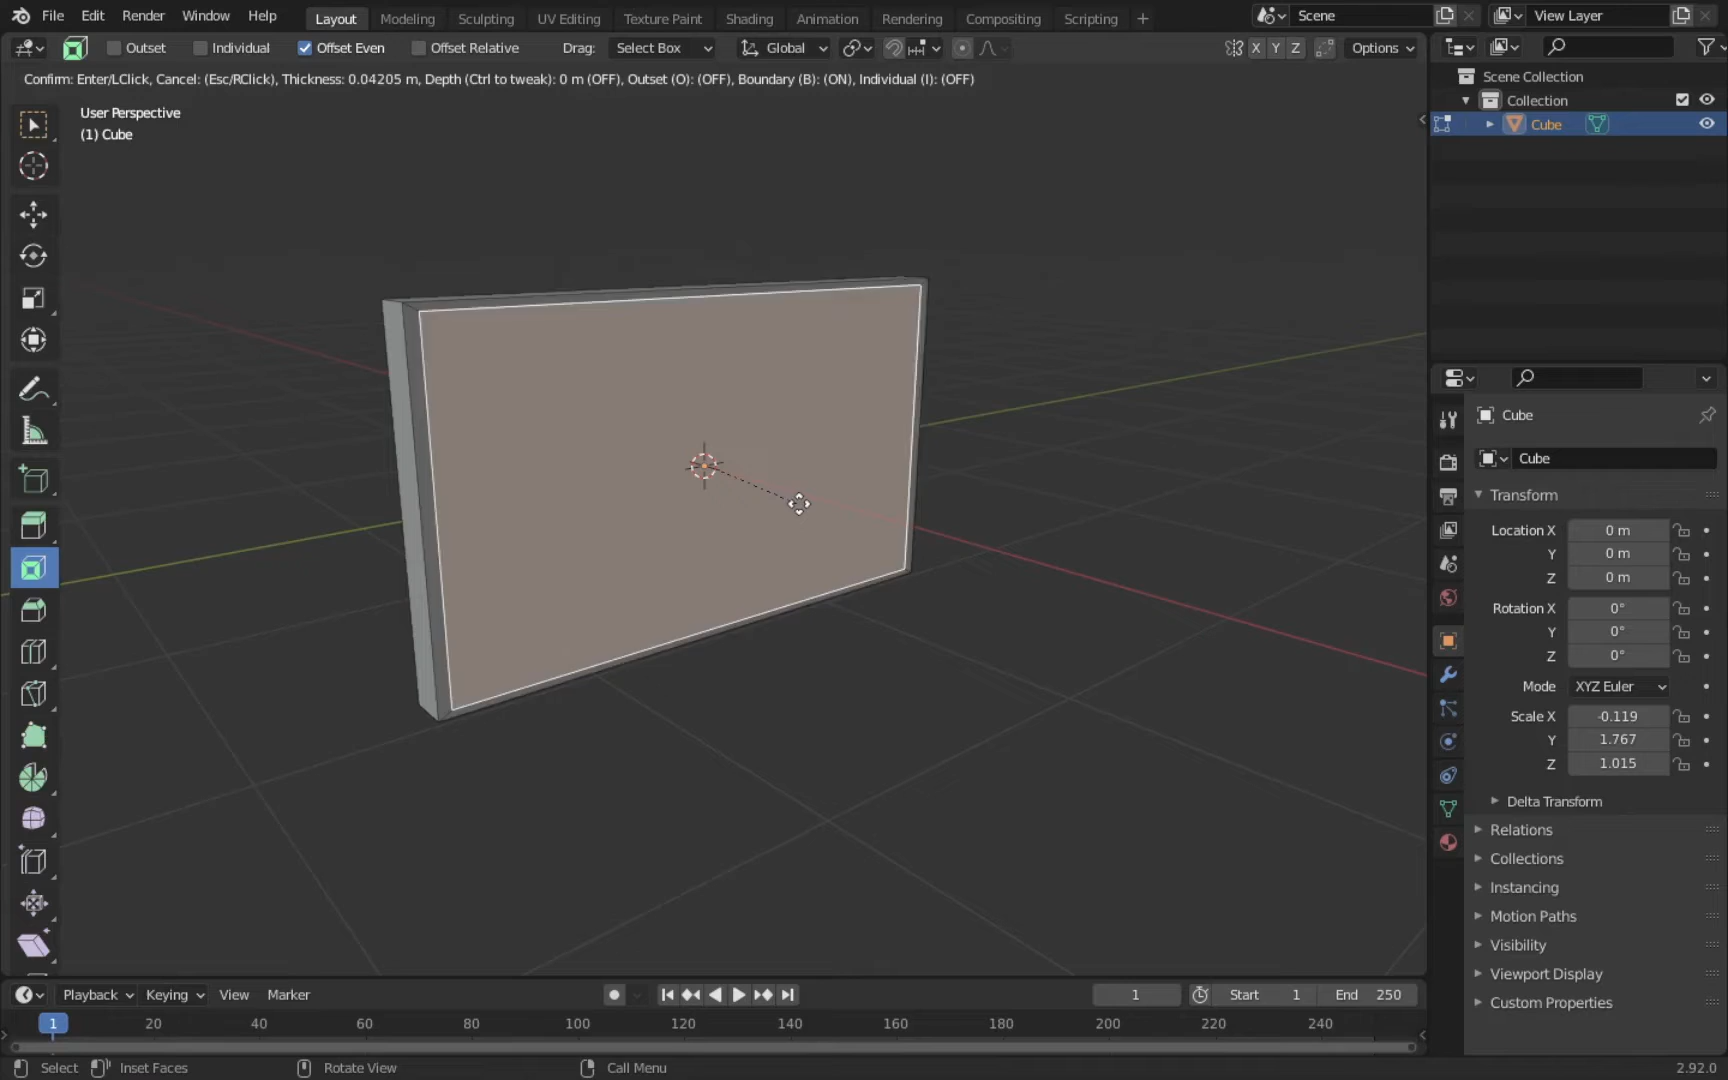 File Edit Render Window Help Layout Modeling Sculpting UV Editing Texture Paint Shading Animation Rendering Compositing Scripting + Scene View Layer
Outset Individual Offset Even Offset Relative Drag: Select Box Global X Y Z Options
Confirm: Enter/LClick, Cancel: (Esc/RClick), Thickness: 0.04205 m, Depth (Ctrl to tweak): 0 m (OFF), Outset (O): (OFF), Boundary (B): (ON), Individual (I): (OFF)
User Perspective
(1) Cube
Scene Collection
Collection
Cube
Cube
Cube
Transform
Location X 0 m
Y 0 m
Z 0 m
Rotation X 0°
Y 0°
Z 0°
Mode XYZ Euler
Scale X -0.119
Y 1.767
Z 1.015
Delta Transform
Relations
Collections
Instancing
Motion Paths
Visibility
Viewport Display
Custom Properties
Playback Keying View Marker 1 Start 1 End 250
1 20 40 60 80 100 120 140 160 180 200 220 240
Select Inset Faces Rotate View Call Menu 2.92.0